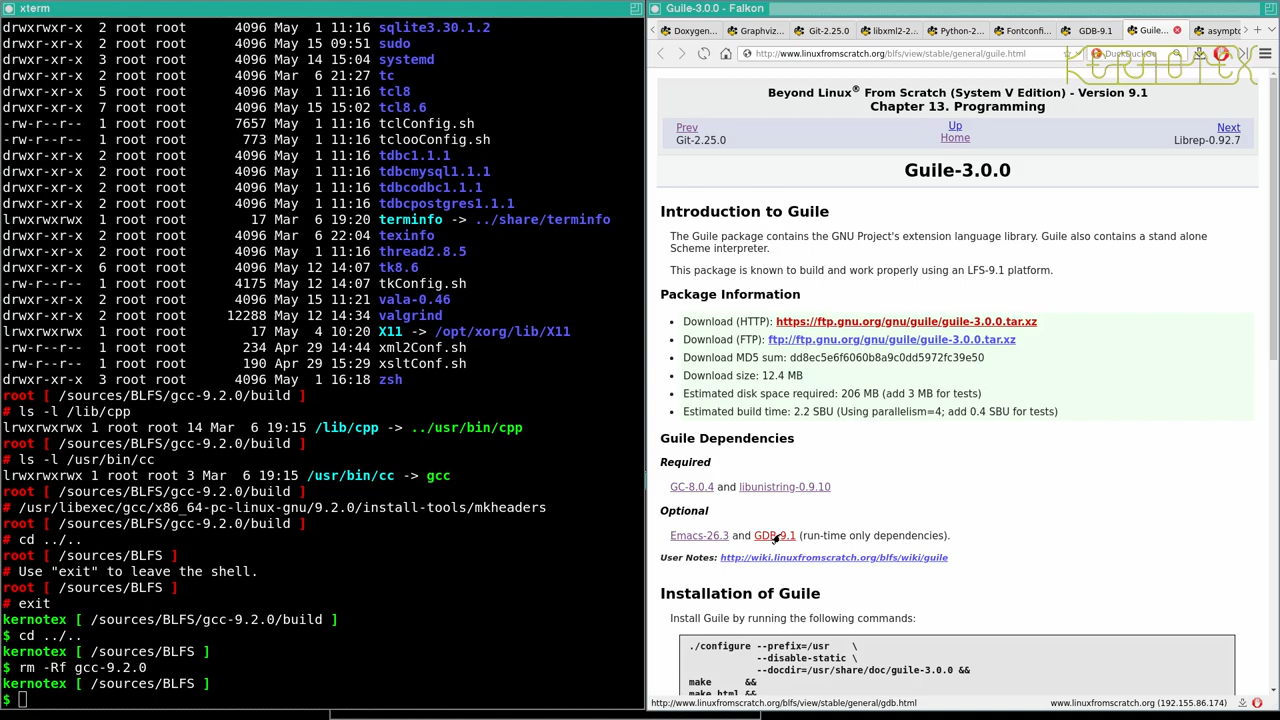 xterm
drwxrwxr-x  2 root root      4096 May  1 11:16 sqlite3.30.1.2
drwxr-xr-x  2 root root      4096 May 15 09:51 sudo
drwxr-xr-x  3 root root      4096 May 14 15:04 systemd
drwxr-xr-x  2 root root      4096 Mar  6 21:27 tc
drwxr-xr-x  5 root root      4096 May  1 11:16 tcl8
drwxr-xr-x  7 root root      4096 May 15 15:02 tcl8.6
-rw-r--r--  1 root root      7657 May  1 11:16 tclConfig.sh
-rw-r--r--  1 root root       773 May  1 11:16 tclooConfig.sh
drwxr-xr-x  2 root root      4096 May  1 11:16 tdbc1.1.1
drwxr-xr-x  2 root root      4096 May  1 11:16 tdbcmysql1.1.1
drwxr-xr-x  2 root root      4096 May  1 11:16 tdbcodbc1.1.1
drwxr-xr-x  2 root root      4096 May  1 11:16 tdbcpostgres1.1.1
lrwxrwxrwx  1 root root        17 Mar  6 19:20 terminfo -> ../share/terminfo
drwxr-xr-x  2 root root      4096 Mar  6 22:04 texinfo
drwxr-xr-x  2 root root      4096 May  1 11:16 thread2.8.5
drwxr-xr-x  6 root root      4096 May 12 14:07 tk8.6
-rw-r--r--  1 root root      4175 May 12 14:07 tkConfig.sh
drwxr-xr-x  2 root root      4096 May 15 11:21 vala-0.46
drwxr-xr-x  2 root root     12288 May 12 14:34 valgrind
lrwxrwxrwx  1 root root        17 May  4 10:20 X11 -> /opt/xorg/lib/X11
-rw-r--r--  1 root root       234 Apr 29 14:44 xml2Conf.sh
-rw-r--r--  1 root root       190 Apr 29 15:29 xsltConf.sh
drwxr-xr-x  3 root root      4096 May  1 16:18 zsh
root [ /sources/BLFS/gcc-9.2.0/build ]
# ls -l /lib/cpp
lrwxrwxrwx 1 root root 14 Mar  6 19:15 /lib/cpp -> ../usr/bin/cpp
root [ /sources/BLFS/gcc-9.2.0/build ]
# ls -l /usr/bin/cc
lrwxrwxrwx 1 root root 3 Mar  6 19:15 /usr/bin/cc -> gcc
root [ /sources/BLFS/gcc-9.2.0/build ]
# /usr/libexec/gcc/x86_64-pc-linux-gnu/9.2.0/install-tools/mkheaders
root [ /sources/BLFS/gcc-9.2.0/build ]
# cd ../..
root [ /sources/BLFS ]
# Use "exit" to leave the shell.
root [ /sources/BLFS ]
# exit
kernotex [ /sources/BLFS/gcc-9.2.0/build ]
$ cd ../..
kernotex [ /sources/BLFS ]
$ rm -Rf gcc-9.2.0
kernotex [ /sources/BLFS ]
$
Guile-3.0.0 - Falkon
Doxygen... Graphviz... Git-2.25.0 libxml2-... Python-2... Fontconfi... GDB-9.1 Guile... asympto
http://www.linuxfromscratch.org/blfs/view/stable/general/guile.html DuckDuckGo
KERNOTEX
Beyond Linux® From Scratch (System V Edition) - Version 9.1
Chapter 13. Programming
Prev Up Next
Git-2.25.0 Home Librep-0.92.7
Guile-3.0.0
Introduction to Guile
The Guile package contains the GNU Project's extension language library. Guile also contains a stand alone
Scheme interpreter.
This package is known to build and work properly using an LFS-9.1 platform.
Package Information
• Download (HTTP): https://ftp.gnu.org/gnu/guile/guile-3.0.0.tar.xz
• Download (FTP): ftp://ftp.gnu.org/gnu/guile/guile-3.0.0.tar.xz
• Download MD5 sum: dd8ec5e6f6060b8a9c0dd5972fc39e50
• Download size: 12.4 MB
• Estimated disk space required: 206 MB (add 3 MB for tests)
• Estimated build time: 2.2 SBU (Using parallelism=4; add 0.4 SBU for tests)
Guile Dependencies
Required
GC-8.0.4 and libunistring-0.9.10
Optional
Emacs-26.3 and GDB-9.1 (run-time only dependencies).
User Notes: http://wiki.linuxfromscratch.org/blfs/wiki/guile
Installation of Guile
Install Guile by running the following commands:
./configure --prefix=/usr    \
            --disable-static \
            --docdir=/usr/share/doc/guile-3.0.0 &&
make      &&
make html &&
http://www.linuxfromscratch.org/blfs/view/stable/general/gdb.html www.linuxfromscratch.org (192.155.86.174)